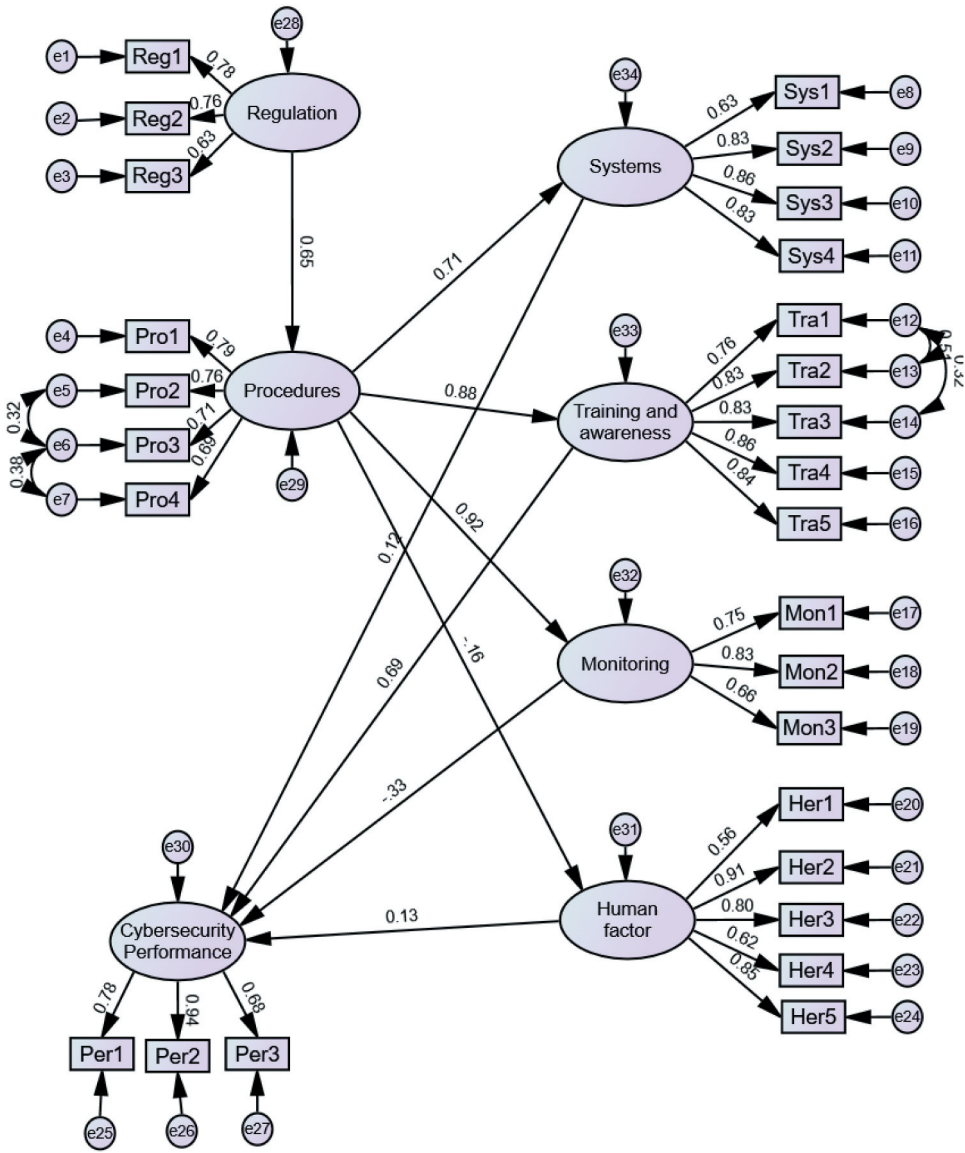 e28
e1
Reg1
0.78
Regulation
e2
Reg2
0.76
e3
Reg3
0.63
0.65
e34
Systems
0.63
Sys1
e8
0.83
Sys2
e9
0.86
Sys3
e10
0.83
Sys4
e11
0.71
e4
Pro1
0.79
Procedures
e5
Pro2
0.76
e6
Pro3
0.71
e7
Pro4
0.69
0.32
0.38
e29
0.88
e33
Training and
awareness
0.76
Tra1
e12
0.83
Tra2
e13
0.83
Tra3
e14
0.86
Tra4
e15
0.84
Tra5
e16
0.51
0.32
0.92
0.12
-.16
0.69
e32
Monitoring
0.75
Mon1
e17
0.83
Mon2
e18
0.66
Mon3
e19
-.33
e31
Human
factor
0.56
Her1
e20
0.91
Her2
e21
0.80
Her3
e22
0.62
Her4
e23
0.85
Her5
e24
0.13
e30
Cybersecurity
Performance
0.78
0.94
0.68
Per1
Per2
Per3
e25
e26
e27